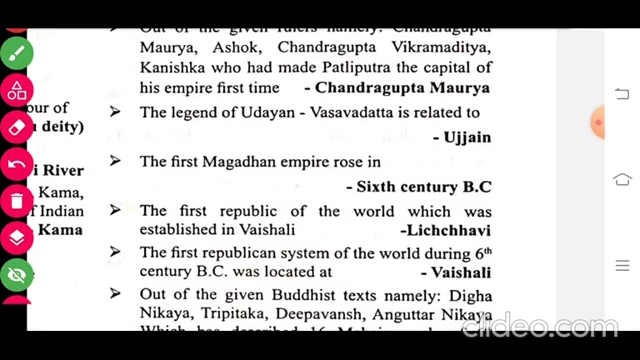 Out of the given rulers namely: Chandragupta
Maurya, Ashok, Chandragupta Vikramaditya,
Kanishka who had made Patliputra the capital of
his empire first time - Chandragupta Maurya
our of
The legend of Udayan - Vasavadatta is related to
deity)
- Ujjain
The first Magadhan empire rose in
i River
- Sixth century B.C
Kama,
f Indian
The first republic of the world which was
Kama
established in Vaishali -Lichchhavi
The first republican system of the world during 6th
century B.C. was located at - Vaishali
Out of the given Buddhist texts namely: Digha
Nikaya, Tripitaka, Deepavansh, Anguttar Nikaya
Which has described 16
clideo.com